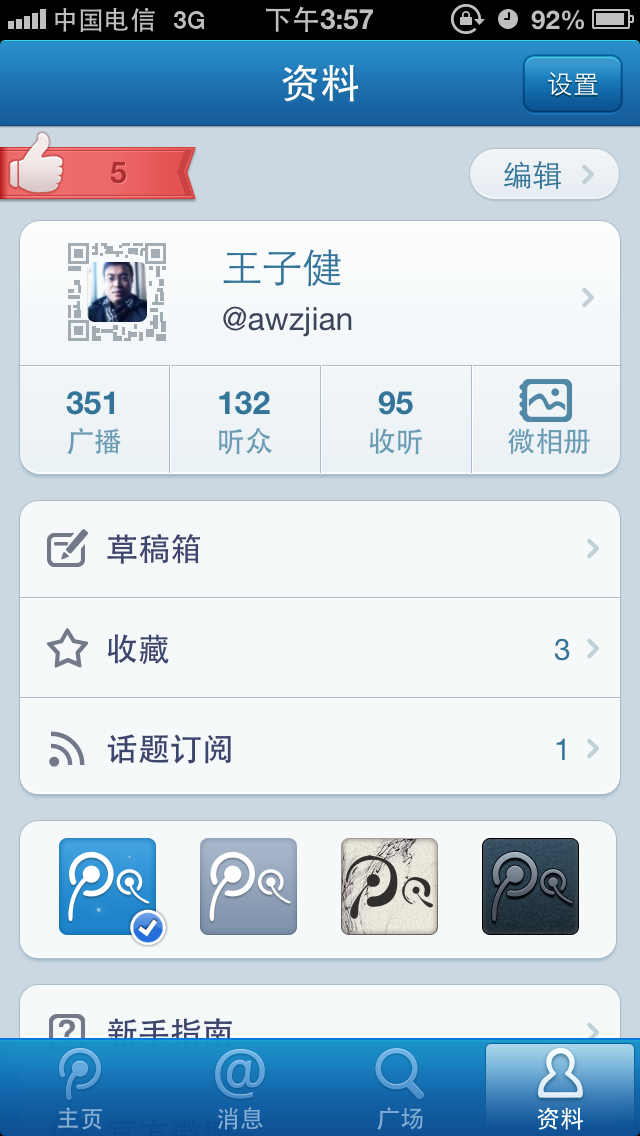 中国电信 3G 下午3:57 92%
资料
设置
5
编辑
王子健
@awzjian
351 132 95
广播 听众 收听 微相册
草稿箱
收藏 3
话题订阅 1
新手指南
主页 消息 广场 资料